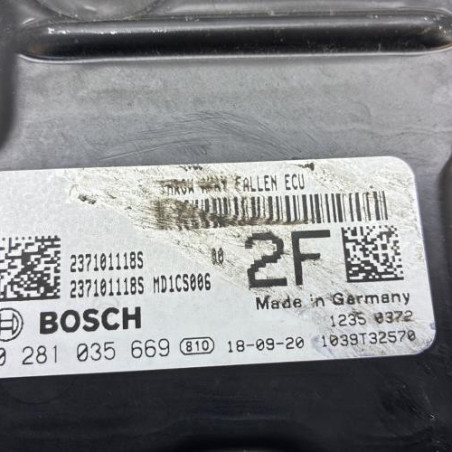 THROW AWAY FALLEN ECU
00
2F
237101118S
237101118S MD1CS006
Made in Germany
BOSCH
1235 0372
0 281 035 669 810 18-09-20 1039T32570